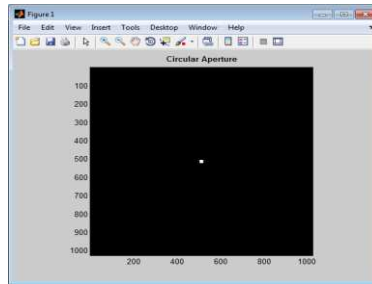 Figure 1
File Edit View Insert Tools Desktop Window Help
Circular Aperture
100
200
300
400
500
600
700
800
900
1000
200 400 600 800 1000